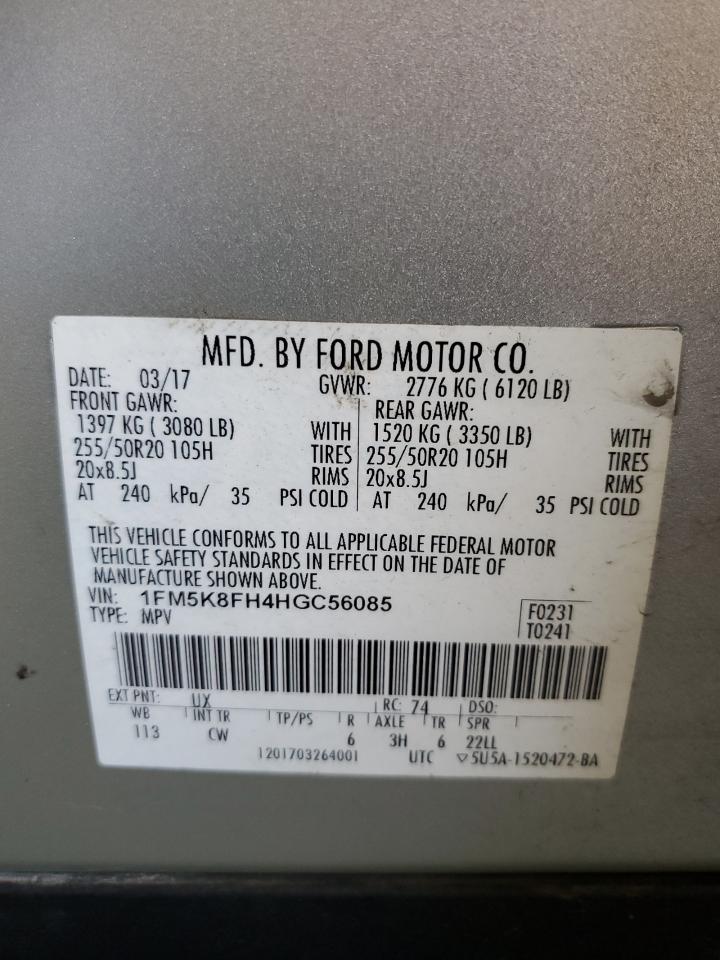 MFD. BY FORD MOTOR CO.
DATE: 03/17 GVWR: 2776 KG ( 6120 LB)
FRONT GAWR: REAR GAWR:
1397 KG ( 3080 LB) WITH 1520 KG ( 3350 LB) WITH
255/50R20 105H TIRES 255/50R20 105H TIRES
20x8.5J RIMS 20x8.5J RIMS
AT 240 kPa/ 35 PSI COLD AT 240 kPa/ 35 PSI COLD
THIS VEHICLE CONFORMS TO ALL APPLICABLE FEDERAL MOTOR
VEHICLE SAFETY STANDARDS IN EFFECT ON THE DATE OF
MANUFACTURE SHOWN ABOVE.
VIN: 1FM5K8FH4HGC56085 F0231
TYPE: MPV T0241
EXT PNT: UX RC: 74 DSO:
WB INT TR TP/PS R AXLE TR SPR
113 CW 6 3H 6 22LL
1201703264001 UTC ▽5U5A-1520472-BA